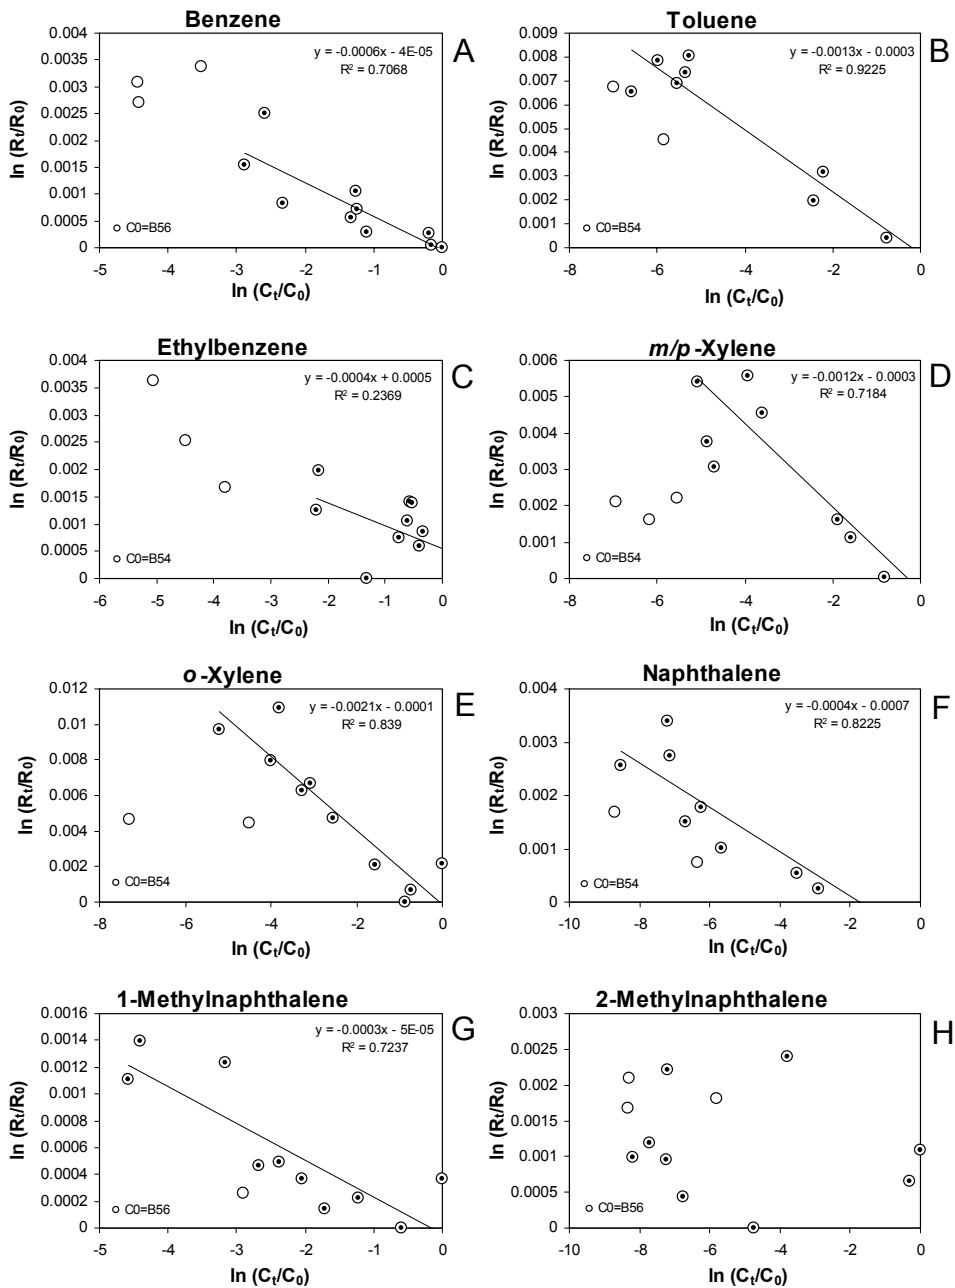 Benzene
A
y = -0.0006x - 4E-05
R² = 0.7068
0.004
0.0035
0.003
0.0025
0.002
0.0015
0.001
0.0005
0
ln (Rt/R0)
C0=B56
-5 -4 -3 -2 -1 0
ln (Ct/C0)
Toluene
B
y = -0.0013x - 0.0003
R² = 0.9225
0.009
0.008
0.007
0.006
0.005
0.004
0.003
0.002
0.001
0
ln (Rt/R0)
C0=B54
-8 -6 -4 -2 0
ln (Ct/C0)
Ethylbenzene
C
y = -0.0004x + 0.0005
R² = 0.2369
0.004
0.0035
0.003
0.0025
0.002
0.0015
0.001
0.0005
0
ln (Rt/R0)
C0=B54
-6 -5 -4 -3 -2 -1 0
ln (Ct/C0)
m/p-Xylene
D
y = -0.0012x - 0.0003
R² = 0.7184
0.006
0.005
0.004
0.003
0.002
0.001
0
ln (Rt/R0)
C0=B54
-8 -6 -4 -2 0
ln (Ct/C0)
o-Xylene
E
y = -0.0021x - 0.0001
R² = 0.839
0.012
0.01
0.008
0.006
0.004
0.002
0
ln (Rt/R0)
C0=B54
-8 -6 -4 -2 0
ln (Ct/C0)
Naphthalene
F
y = -0.0004x - 0.0007
R² = 0.8225
0.004
0.003
0.002
0.001
0
ln (Rt/R0)
C0=B54
-10 -8 -6 -4 -2 0
ln (Ct/C0)
1-Methylnaphthalene
G
y = -0.0003x - 5E-05
R² = 0.7237
0.0016
0.0014
0.0012
0.001
0.0008
0.0006
0.0004
0.0002
0
ln (Rt/R0)
C0=B56
-5 -4 -3 -2 -1 0
ln (Ct/C0)
2-Methylnaphthalene
H
0.003
0.0025
0.002
0.0015
0.001
0.0005
0
ln (Rt/R0)
C0=B56
-10 -8 -6 -4 -2 0
ln (Ct/C0)